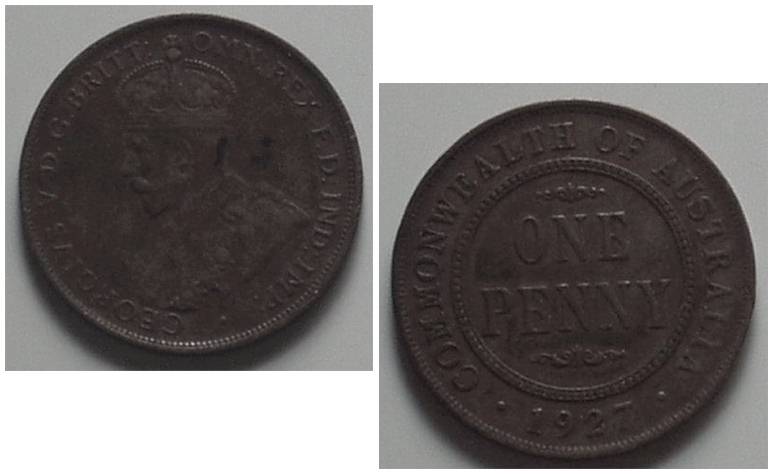 GEORGIVS V D.G.BRITT: OMN.REX F.D.IND:IMP:
COMMONWEALTH OF AUSTRALIA
ONE
PENNY
· 1927 ·